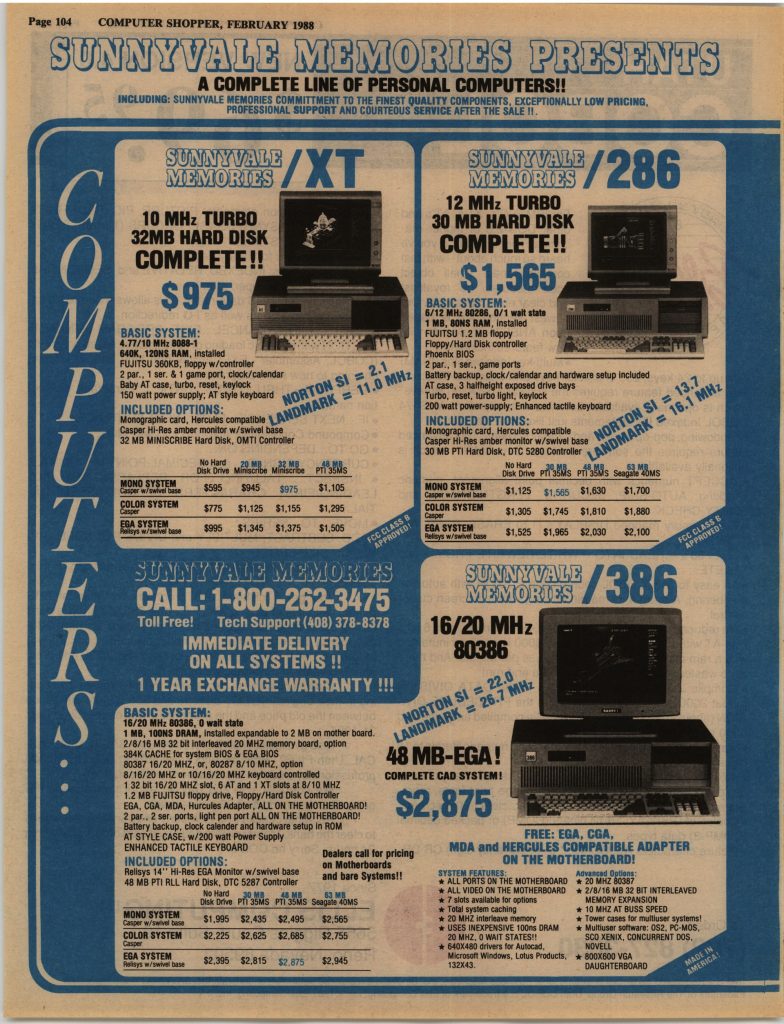 Page 104 COMPUTER SHOPPER, FEBRUARY 1988
SUNNYVALE MEMORIES PRESENTS
A COMPLETE LINE OF PERSONAL COMPUTERS!!
INCLUDING: SUNNYVALE MEMORIES COMMITMENT TO THE FINEST QUALITY COMPONENTS, EXCEPTIONALLY LOW PRICING,
PROFESSIONAL SUPPORT AND COURTEOUS SERVICE AFTER THE SALE !!.
COMPUTERS...
SUNNYVALE
MEMORIES /XT
10 MHz TURBO
32MB HARD DISK
COMPLETE!!
$975
BASIC SYSTEM:
4.77/10 MHz 8088-1
640K, 120NS RAM, installed
FUJITSU 360KB, floppy w/controller
2 par., 1 ser. & 1 game port, clock/calendar
Baby AT case, turbo, reset, keylock
150 watt power supply; AT style keyboard
NORTON SI = 2.1
LANDMARK = 11.0 MHz
INCLUDED OPTIONS:
Monographic card, Hercules compatible
Casper Hi-Res amber monitor w/swivel base
32 MB MINISCRIBE Hard Disk, OMTI Controller
No Hard Disk Drive 20 MB Miniscribe 32 MB Miniscribe 48 MB PTI 35MS
MONO SYSTEM Casper w/swivel base $595 $945 $975 $1,105
COLOR SYSTEM Casper $775 $1,125 $1,155 $1,295
EGA SYSTEM Relisys w/swivel base $995 $1,345 $1,375 $1,505
FCC CLASS B
APPROVED!
SUNNYVALE
MEMORIES /286
12 MHz TURBO
30 MB HARD DISK
COMPLETE!!
$1,565
BASIC SYSTEM:
6/12 MHz 80286, 0/1 wait state
1 MB, 80NS RAM, installed
FUJITSU 1.2 MB floppy
Floppy/Hard Disk controller
Phoenix BIOS
2 par., 1 ser., game ports
Battery backup, clock/calendar and hardware setup included
AT case, 3 halfheight exposed drive bays
Turbo, reset, turbo light, keylock
200 watt power-supply; Enhanced tactile keyboard
NORTON SI = 13.7
LANDMARK = 16.1 MHz
INCLUDED OPTIONS:
Monographic card, Hercules compatible
Casper Hi-Res amber monitor w/swivel base
30 MB PTI Hard Disk, DTC 5280 Controller
No Hard Disk Drive 30 MB PTI 35MS 48 MB PTI 35MS 63 MB Seagate 40MS
MONO SYSTEM Casper w/swivel base $1,125 $1,565 $1,630 $1,700
COLOR SYSTEM Casper $1,305 $1,745 $1,810 $1,880
EGA SYSTEM Relisys w/swivel base $1,525 $1,965 $2,030 $2,100
FCC CLASS B
APPROVED!
SUNNYVALE MEMORIES
CALL: 1-800-262-3475
Toll Free! Tech Support (408) 378-8378
IMMEDIATE DELIVERY
ON ALL SYSTEMS !!
1 YEAR EXCHANGE WARRANTY !!!
SUNNYVALE
MEMORIES /386
16/20 MHz
80386
NORTON SI = 22.0
LANDMARK = 26.7 MHz
48 MB-EGA!
COMPLETE CAD SYSTEM!
$2,875
386
BASIC SYSTEM:
16/20 MHz 80386, 0 wait state
1 MB, 100NS DRAM, installed expandable to 2 MB on mother board.
2/8/16 MB 32 bit interleaved 20 MHZ memory board, option
384K CACHE for system BIOS & EGA BIOS
80387 16/20 MHZ, or, 80287 8/10 MHZ, option
8/16/20 MHZ or 10/16/20 MHZ keyboard controlled
1 32 bit 16/20 MHZ slot, 6 AT and 1 XT slots at 8/10 MHZ
1.2 MB FUJITSU floppy drive, Floppy/Hard Disk Controller
EGA, CGA, MDA, Hurcules Adapter, ALL ON THE MOTHERBOARD!
2 par., 2 ser. ports, light pen port ALL ON THE MOTHERBOARD!
Battery backup, clock calender and hardware setup in ROM
AT STYLE CASE, w/200 watt Power Supply
ENHANCED TACTILE KEYBOARD
INCLUDED OPTIONS:
Relisys 14'' Hi-Res EGA Monitor w/swivel base
48 MB PTI RLL Hard Disk, DTC 5287 Controller
Dealers call for pricing
on Motherboards
and bare Systems!!
No Hard Disk Drive 30 MB PTI 35MS 48 MB PTI 35MS 63 MB Seagate 40MS
MONO SYSTEM Casper w/swivel base $1,995 $2,435 $2,495 $2,565
COLOR SYSTEM Casper $2,225 $2,625 $2,685 $2,755
EGA SYSTEM Relisys w/swivel base $2,395 $2,815 $2,875 $2,945
FREE: EGA, CGA,
MDA and HERCULES COMPATIBLE ADAPTER
ON THE MOTHERBOARD!
SYSTEM FEATURES:
★ ALL PORTS ON THE MOTHERBOARD
★ ALL VIDEO ON THE MOTHERBOARD
★ 7 slots available for options
★ Total system caching
★ 20 MHZ interleave memory
★ USES INEXPENSIVE 100ns DRAM
20 MHZ, 0 WAIT STATES!!
★ 640X480 drivers for Autocad,
Microsoft Windows, Lotus Products,
132X43.
Advanced Options:
★ 20 MHZ 80387
★ 2/8/16 MB 32 BIT INTERLEAVED
MEMORY EXPANSION
★ 10 MHZ AT BUSS SPEED
★ Tower cases for multiuser systems!
★ Multiuser software: OS2, PC-MOS,
SCO XENIX, CONCURRENT DOS,
NOVELL
★ 800X600 VGA
DAUGHTERBOARD
MADE IN
AMERICA!